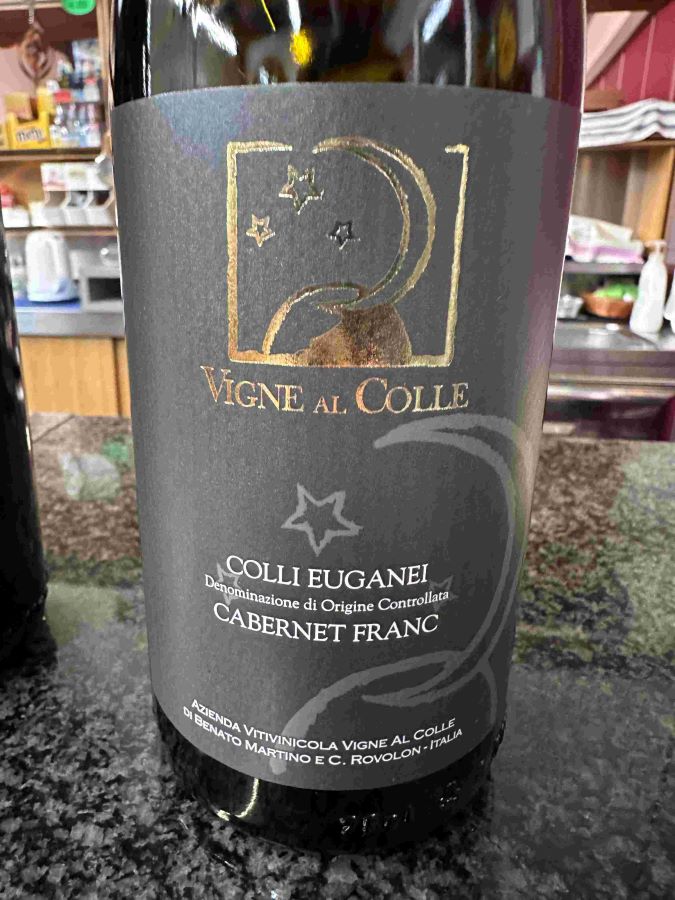 VIGNE AL COLLE
COLLI EUGANEI
Denominazione di Origine Controllata
CABERNET FRANC
AZIENDA VITIVINICOLA VIGNE AL COLLE
DI BENATO MARTINO E C. ROVOLON - ITALIA